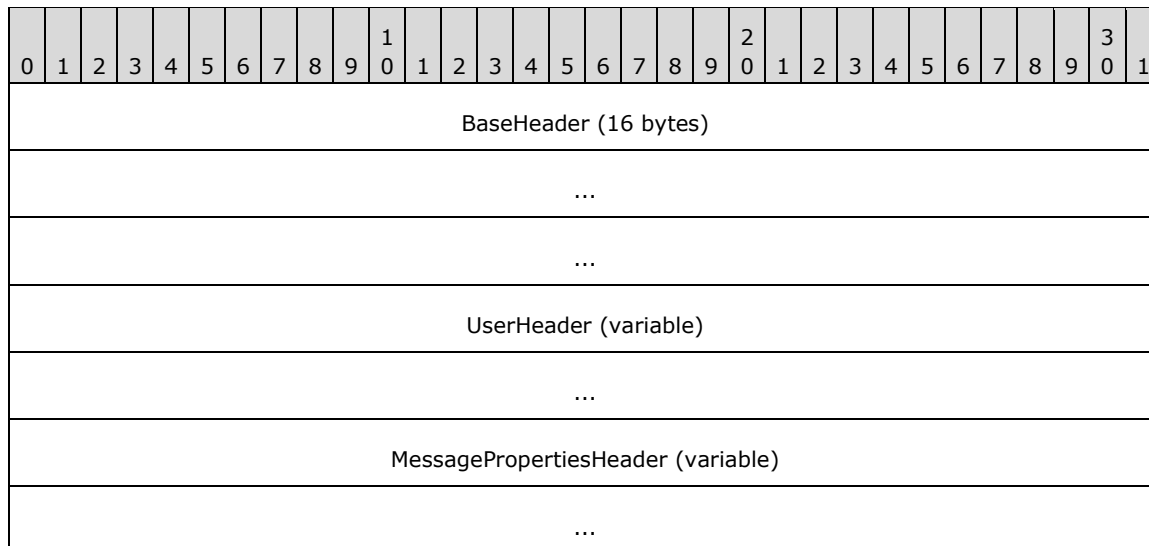 1 2 3
0 1 2 3 4 5 6 7 8 9 0 1 2 3 4 5 6 7 8 9 0 1 2 3 4 5 6 7 8 9 0 1
BaseHeader (16 bytes)
...
...
UserHeader (variable)
...
MessagePropertiesHeader (variable)
...